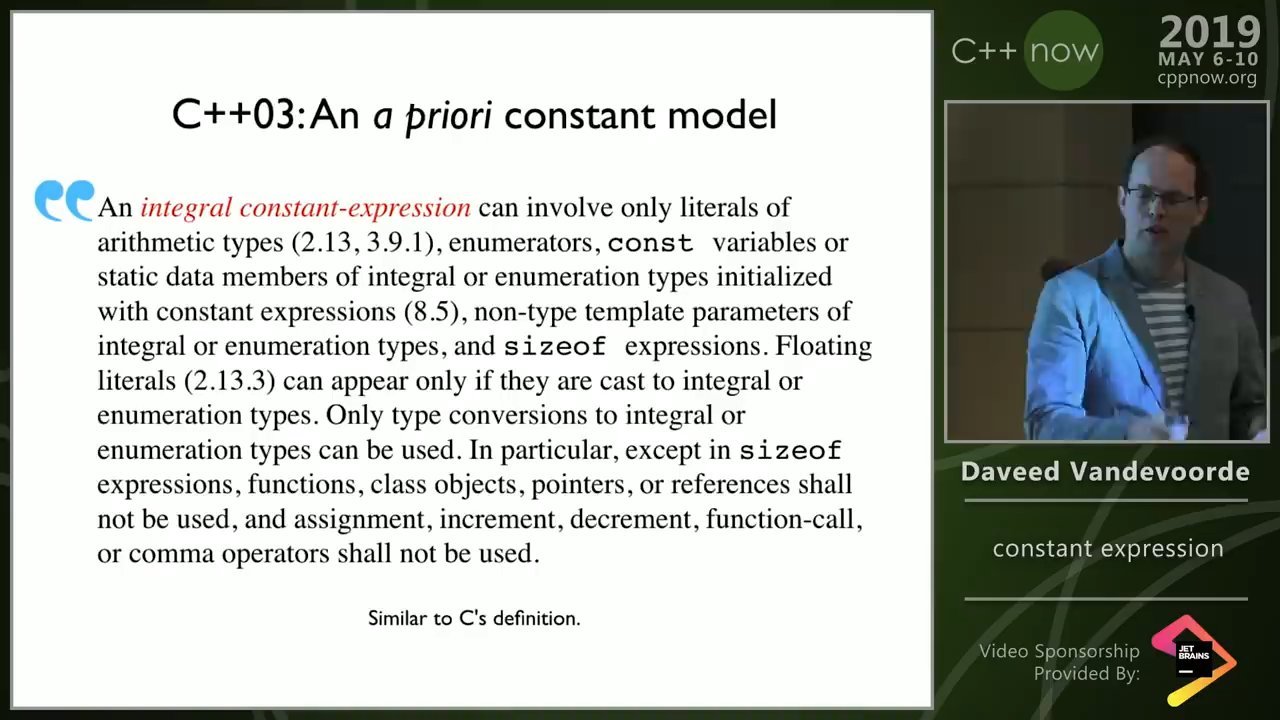 C++03: An a priori constant model
“An integral constant-expression can involve only literals of
arithmetic types (2.13, 3.9.1), enumerators, const variables or
static data members of integral or enumeration types initialized
with constant expressions (8.5), non-type template parameters of
integral or enumeration types, and sizeof expressions. Floating
literals (2.13.3) can appear only if they are cast to integral or
enumeration types. Only type conversions to integral or
enumeration types can be used. In particular, except in sizeof
expressions, functions, class objects, pointers, or references shall
not be used, and assignment, increment, decrement, function-call,
or comma operators shall not be used.
Similar to C's definition.
C++ now
2019
MAY 6-10
cppnow.org
Daveed Vandevoorde
constant expression
Video Sponsorship
Provided By:
JET
BRAINS